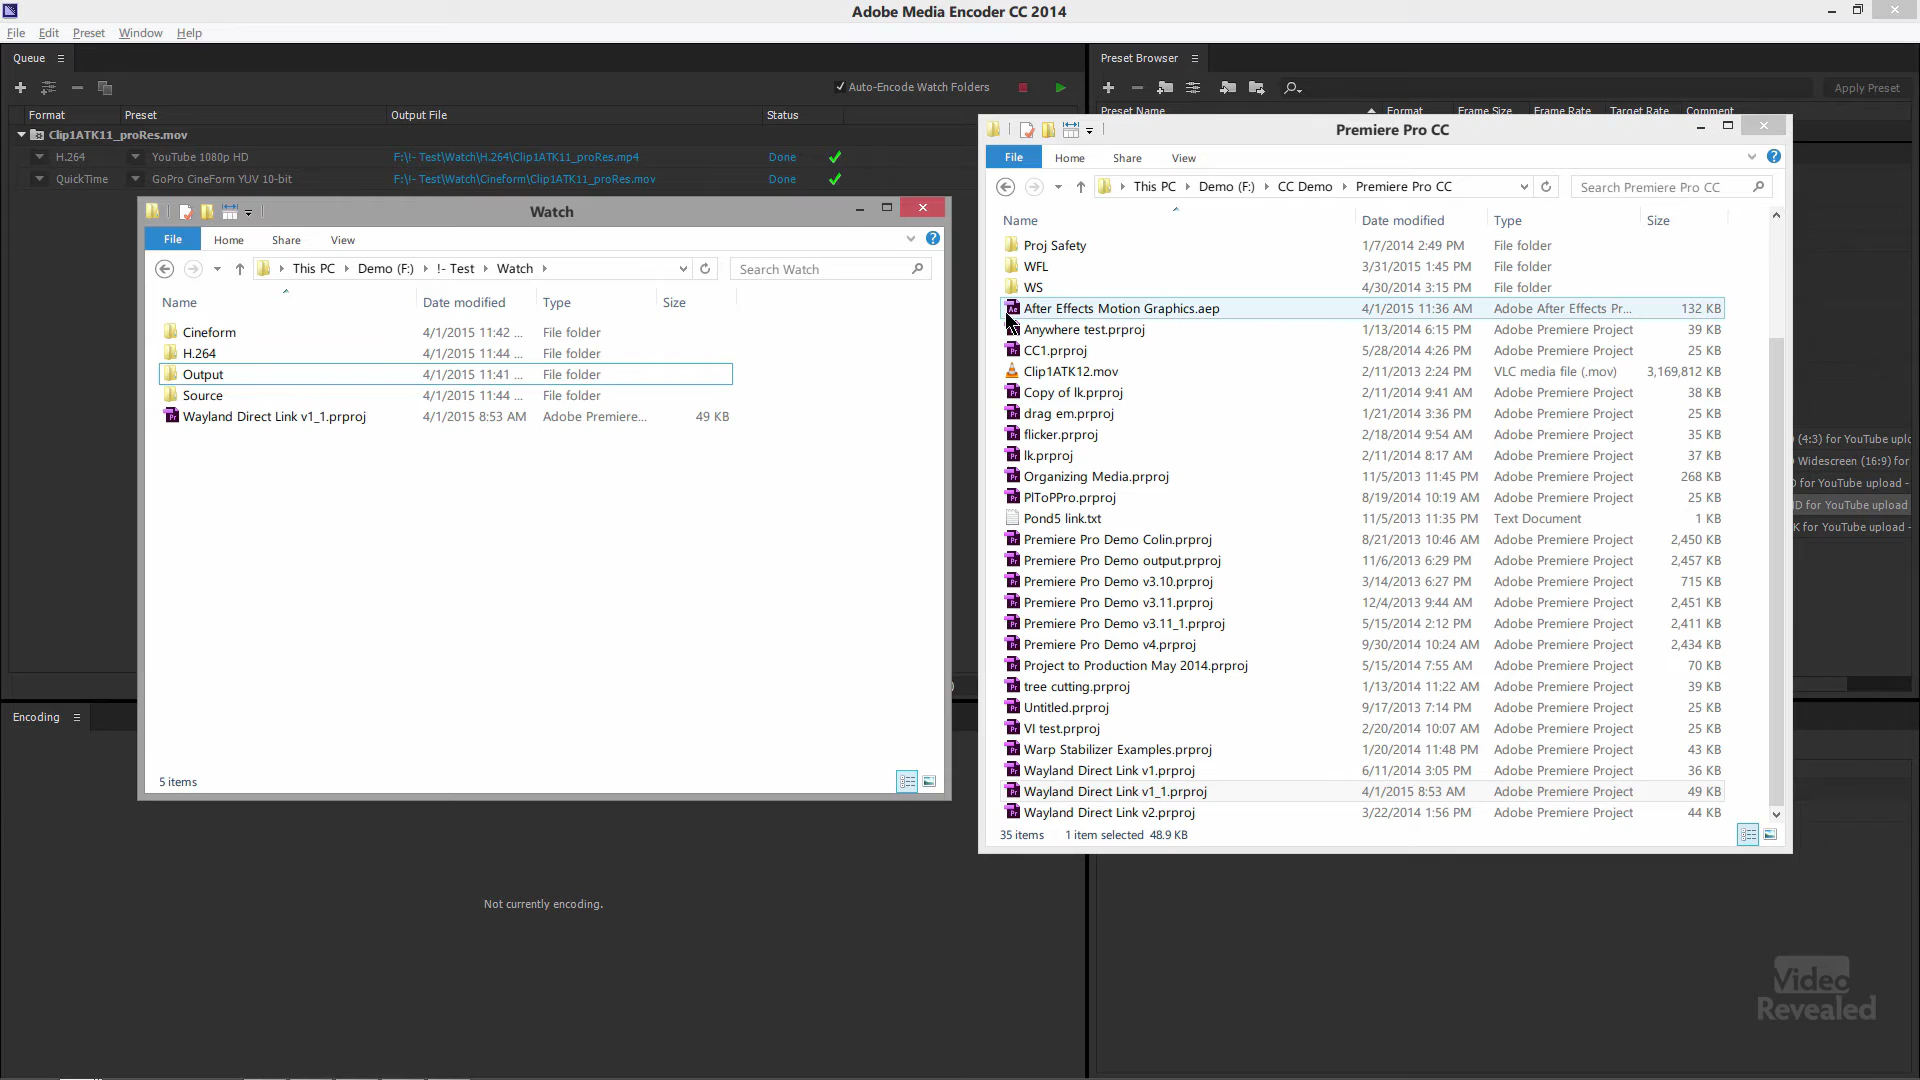 Adobe Media Encoder CC 2014
File Edit Preset Window Help
Queue
Auto-Encode Watch Folders
Format Preset Output File Status
Clip1ATK11_proRes.mov
H.264 YouTube 1080p HD F:\!- Test\Watch\H.264\Clip1ATK11_proRes.mp4 Done
QuickTime GoPro CineForm YUV 10-bit F:\!- Test\Watch\Cineform\Clip1ATK11_proRes.mov Done
Preset Browser
Apply Preset
Preset Name Format Frame Size Frame Rate Target Rate Comment
Watch
File Home Share View
This PC Demo (F:) !- Test Watch
Search Watch
Name Date modified Type Size
Cineform 4/1/2015 11:42 ... File folder
H.264 4/1/2015 11:44 ... File folder
Output 4/1/2015 11:41 ... File folder
Source 4/1/2015 11:44 ... File folder
Wayland Direct Link v1_1.prproj 4/1/2015 8:53 AM Adobe Premiere... 49 KB
5 items
Premiere Pro CC
File Home Share View
This PC Demo (F:) CC Demo Premiere Pro CC
Search Premiere Pro CC
Name Date modified Type Size
Proj Safety 1/7/2014 2:49 PM File folder
WFL 3/31/2015 1:45 PM File folder
WS 4/30/2014 3:15 PM File folder
After Effects Motion Graphics.aep 4/1/2015 11:36 AM Adobe After Effects Pr... 132 KB
Anywhere test.prproj 1/13/2014 6:15 PM Adobe Premiere Project 39 KB
CC1.prproj 5/28/2014 4:26 PM Adobe Premiere Project 25 KB
Clip1ATK12.mov 2/11/2013 2:24 PM VLC media file (.mov) 3,169,812 KB
Copy of lk.prproj 2/11/2014 9:41 AM Adobe Premiere Project 38 KB
drag em.prproj 1/21/2014 3:36 PM Adobe Premiere Project 25 KB
flicker.prproj 2/18/2014 9:54 AM Adobe Premiere Project 35 KB
lk.prproj 2/11/2014 8:17 AM Adobe Premiere Project 37 KB
Organizing Media.prproj 11/5/2013 11:45 PM Adobe Premiere Project 268 KB
PlToPPro.prproj 8/19/2014 10:19 AM Adobe Premiere Project 25 KB
Pond5 link.txt 11/5/2013 11:35 PM Text Document 1 KB
Premiere Pro Demo Colin.prproj 8/21/2013 10:46 AM Adobe Premiere Project 2,450 KB
Premiere Pro Demo output.prproj 11/6/2013 6:29 PM Adobe Premiere Project 2,457 KB
Premiere Pro Demo v3.10.prproj 3/14/2013 6:27 PM Adobe Premiere Project 715 KB
Premiere Pro Demo v3.11.prproj 12/4/2013 9:44 AM Adobe Premiere Project 2,451 KB
Premiere Pro Demo v3.11_1.prproj 5/15/2014 2:12 PM Adobe Premiere Project 2,411 KB
Premiere Pro Demo v4.prproj 9/30/2014 10:24 AM Adobe Premiere Project 2,434 KB
Project to Production May 2014.prproj 5/15/2014 7:55 AM Adobe Premiere Project 70 KB
tree cutting.prproj 1/13/2014 11:22 AM Adobe Premiere Project 39 KB
Untitled.prproj 9/17/2013 7:14 PM Adobe Premiere Project 25 KB
VI test.prproj 2/20/2014 10:07 AM Adobe Premiere Project 25 KB
Warp Stabilizer Examples.prproj 1/20/2014 11:48 PM Adobe Premiere Project 43 KB
Wayland Direct Link v1.prproj 6/11/2014 3:05 PM Adobe Premiere Project 36 KB
Wayland Direct Link v1_1.prproj 4/1/2015 8:53 AM Adobe Premiere Project 49 KB
Wayland Direct Link v2.prproj 3/22/2014 1:56 PM Adobe Premiere Project 44 KB
35 items 1 item selected 48.9 KB
(4:3) for YouTube uplo
Widescreen (16:9) for
D for YouTube upload -
D for YouTube upload
K for YouTube upload -
Encoding
Not currently encoding.
Video
Revealed